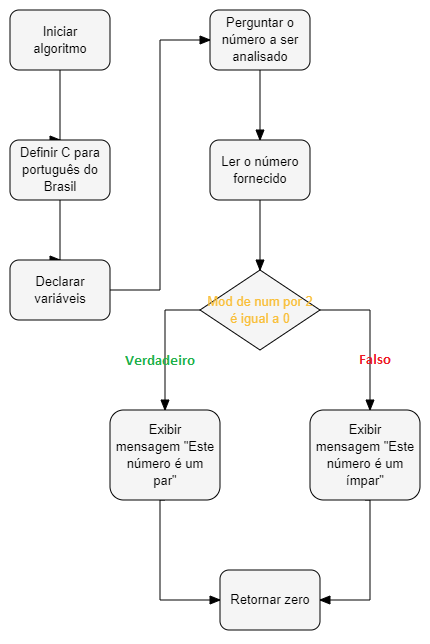 Iniciar
algoritmo
Definir C para
português do
Brasil
Declarar
variáveis
Perguntar o
número a ser
analisado
Ler o número
fornecido
Mod de num por 2
é igual a 0
Verdadeiro
Falso
Exibir
mensagem "Este
número é um
par"
Exibir
mensagem "Este
número é um
ímpar"
Retornar zero